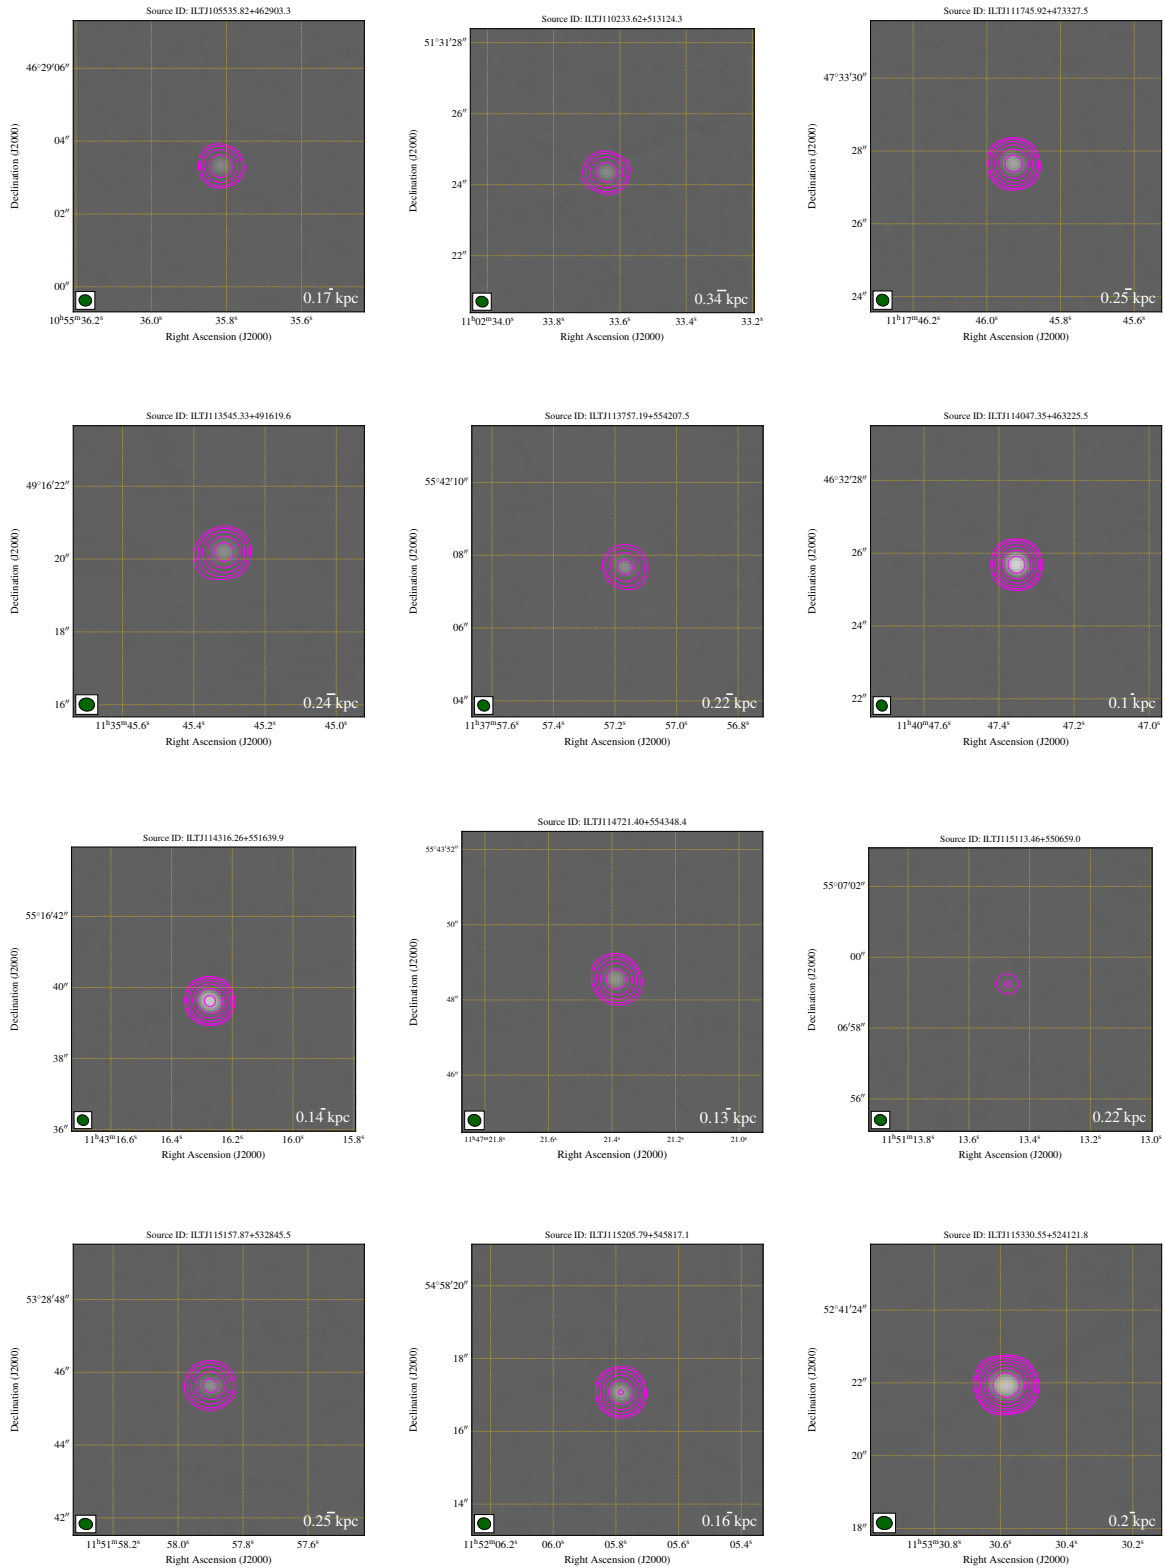 Source ID: ILTJ105535.82+462903.3
46°29′06″
04″
02″
00″
Declination (J2000)
0.17 kpc
10ʰ55ᵐ36.2ˢ 36.0ˢ 35.8ˢ 35.6ˢ
Right Ascension (J2000)
Source ID: ILTJ110233.62+513124.3
51°31′28″
26″
24″
22″
Declination (J2000)
0.34 kpc
11ʰ02ᵐ34.0ˢ 33.8ˢ 33.6ˢ 33.4ˢ 33.2ˢ
Right Ascension (J2000)
Source ID: ILTJ111745.92+473327.5
47°33′30″
28″
26″
24″
Declination (J2000)
0.25 kpc
11ʰ17ᵐ46.2ˢ 46.0ˢ 45.8ˢ 45.6ˢ
Right Ascension (J2000)
Source ID: ILTJ113545.33+491619.6
49°16′22″
20″
18″
16″
Declination (J2000)
0.24 kpc
11ʰ35ᵐ45.6ˢ 45.4ˢ 45.2ˢ 45.0ˢ
Right Ascension (J2000)
Source ID: ILTJ113757.19+554207.5
55°42′10″
08″
06″
04″
Declination (J2000)
0.22 kpc
11ʰ37ᵐ57.6ˢ 57.4ˢ 57.2ˢ 57.0ˢ 56.8ˢ
Right Ascension (J2000)
Source ID: ILTJ114047.35+463225.5
46°32′28″
26″
24″
22″
Declination (J2000)
0.1 kpc
11ʰ40ᵐ47.6ˢ 47.4ˢ 47.2ˢ 47.0ˢ
Right Ascension (J2000)
Source ID: ILTJ114316.26+551639.9
55°16′42″
40″
38″
36″
Declination (J2000)
0.14 kpc
11ʰ43ᵐ16.6ˢ 16.4ˢ 16.2ˢ 16.0ˢ 15.8ˢ
Right Ascension (J2000)
Source ID: ILTJ114721.40+554348.4
55°43′52″
50″
48″
46″
Declination (J2000)
0.13 kpc
11ʰ47ᵐ21.8ˢ 21.6ˢ 21.4ˢ 21.2ˢ 21.0ˢ
Right Ascension (J2000)
Source ID: ILTJ115113.46+550659.0
55°07′02″
00″
06′58″
56″
Declination (J2000)
0.22 kpc
11ʰ51ᵐ13.8ˢ 13.6ˢ 13.4ˢ 13.2ˢ 13.0ˢ
Right Ascension (J2000)
Source ID: ILTJ115157.87+532845.5
53°28′48″
46″
44″
42″
Declination (J2000)
0.25 kpc
11ʰ51ᵐ58.2ˢ 58.0ˢ 57.8ˢ 57.6ˢ
Right Ascension (J2000)
Source ID: ILTJ115205.79+545817.1
54°58′20″
18″
16″
14″
Declination (J2000)
0.16 kpc
11ʰ52ᵐ06.2ˢ 06.0ˢ 05.8ˢ 05.6ˢ 05.4ˢ
Right Ascension (J2000)
Source ID: ILTJ115330.55+524121.8
52°41′24″
22″
20″
18″
Declination (J2000)
0.2 kpc
11ʰ53ᵐ30.8ˢ 30.6ˢ 30.4ˢ 30.2ˢ
Right Ascension (J2000)